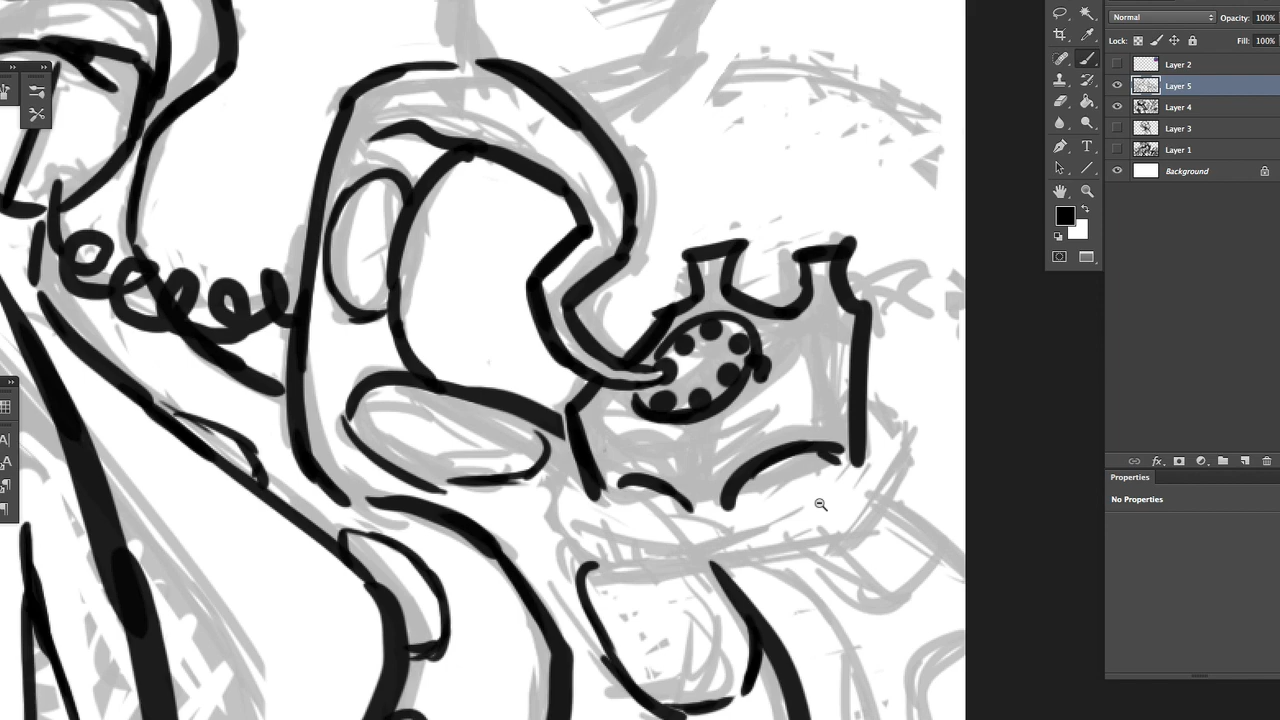 Normal Opacity: 100%
Lock: Fill: 100%
Layer 2
Layer 5
Layer 4
Layer 3
Layer 1
Background
fx
Properties
No Properties